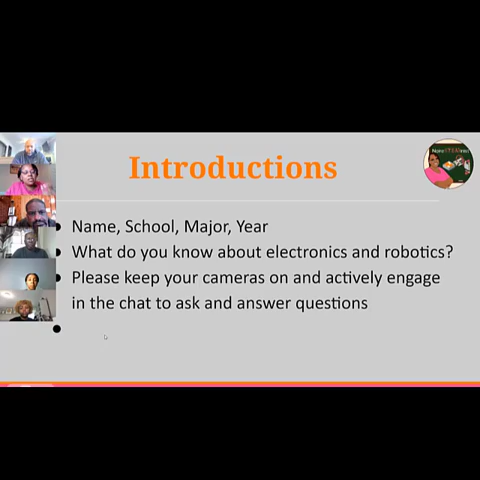 Introductions
Name, School, Major, Year
What do you know about electronics and robotics?
Please keep your cameras on and actively engage
in the chat to ask and answer questions